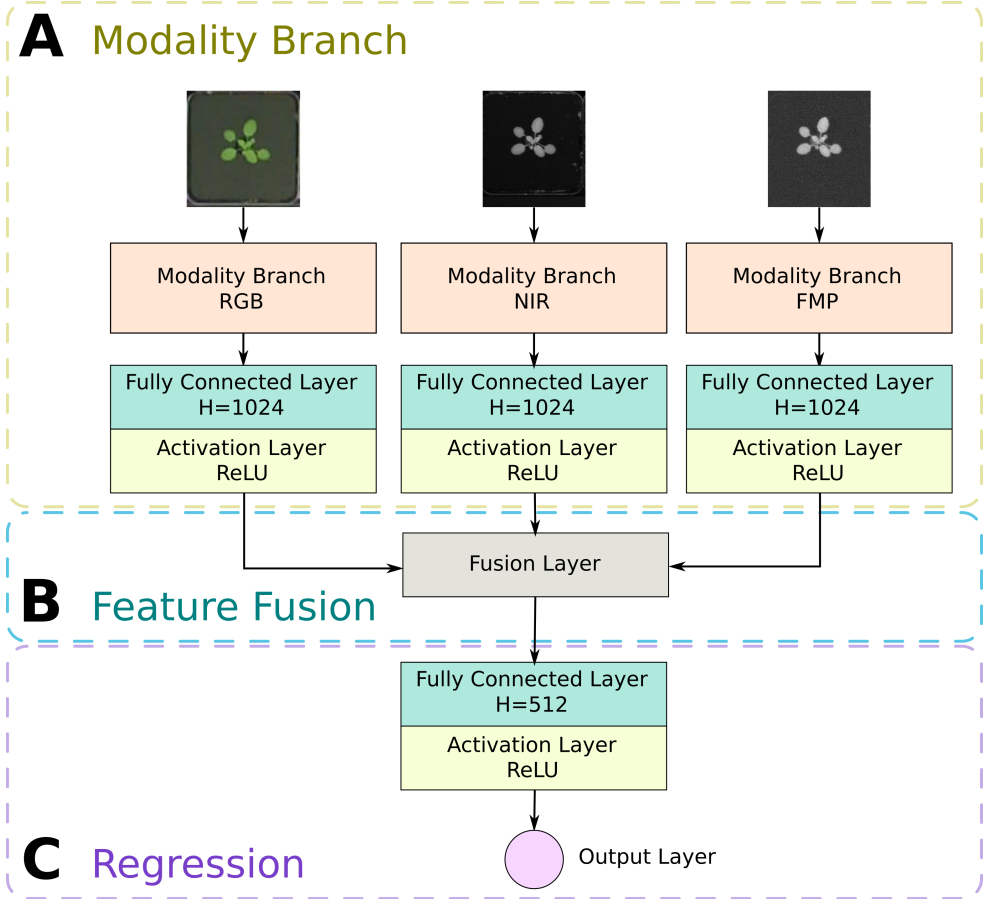 A Modality Branch
Modality Branch
RGB
Modality Branch
NIR
Modality Branch
FMP
Fully Connected Layer
H=1024
Activation Layer
ReLU
Fully Connected Layer
H=1024
Activation Layer
ReLU
Fully Connected Layer
H=1024
Activation Layer
ReLU
Fusion Layer
B Feature Fusion
Fully Connected Layer
H=512
Activation Layer
ReLU
Output Layer
C Regression